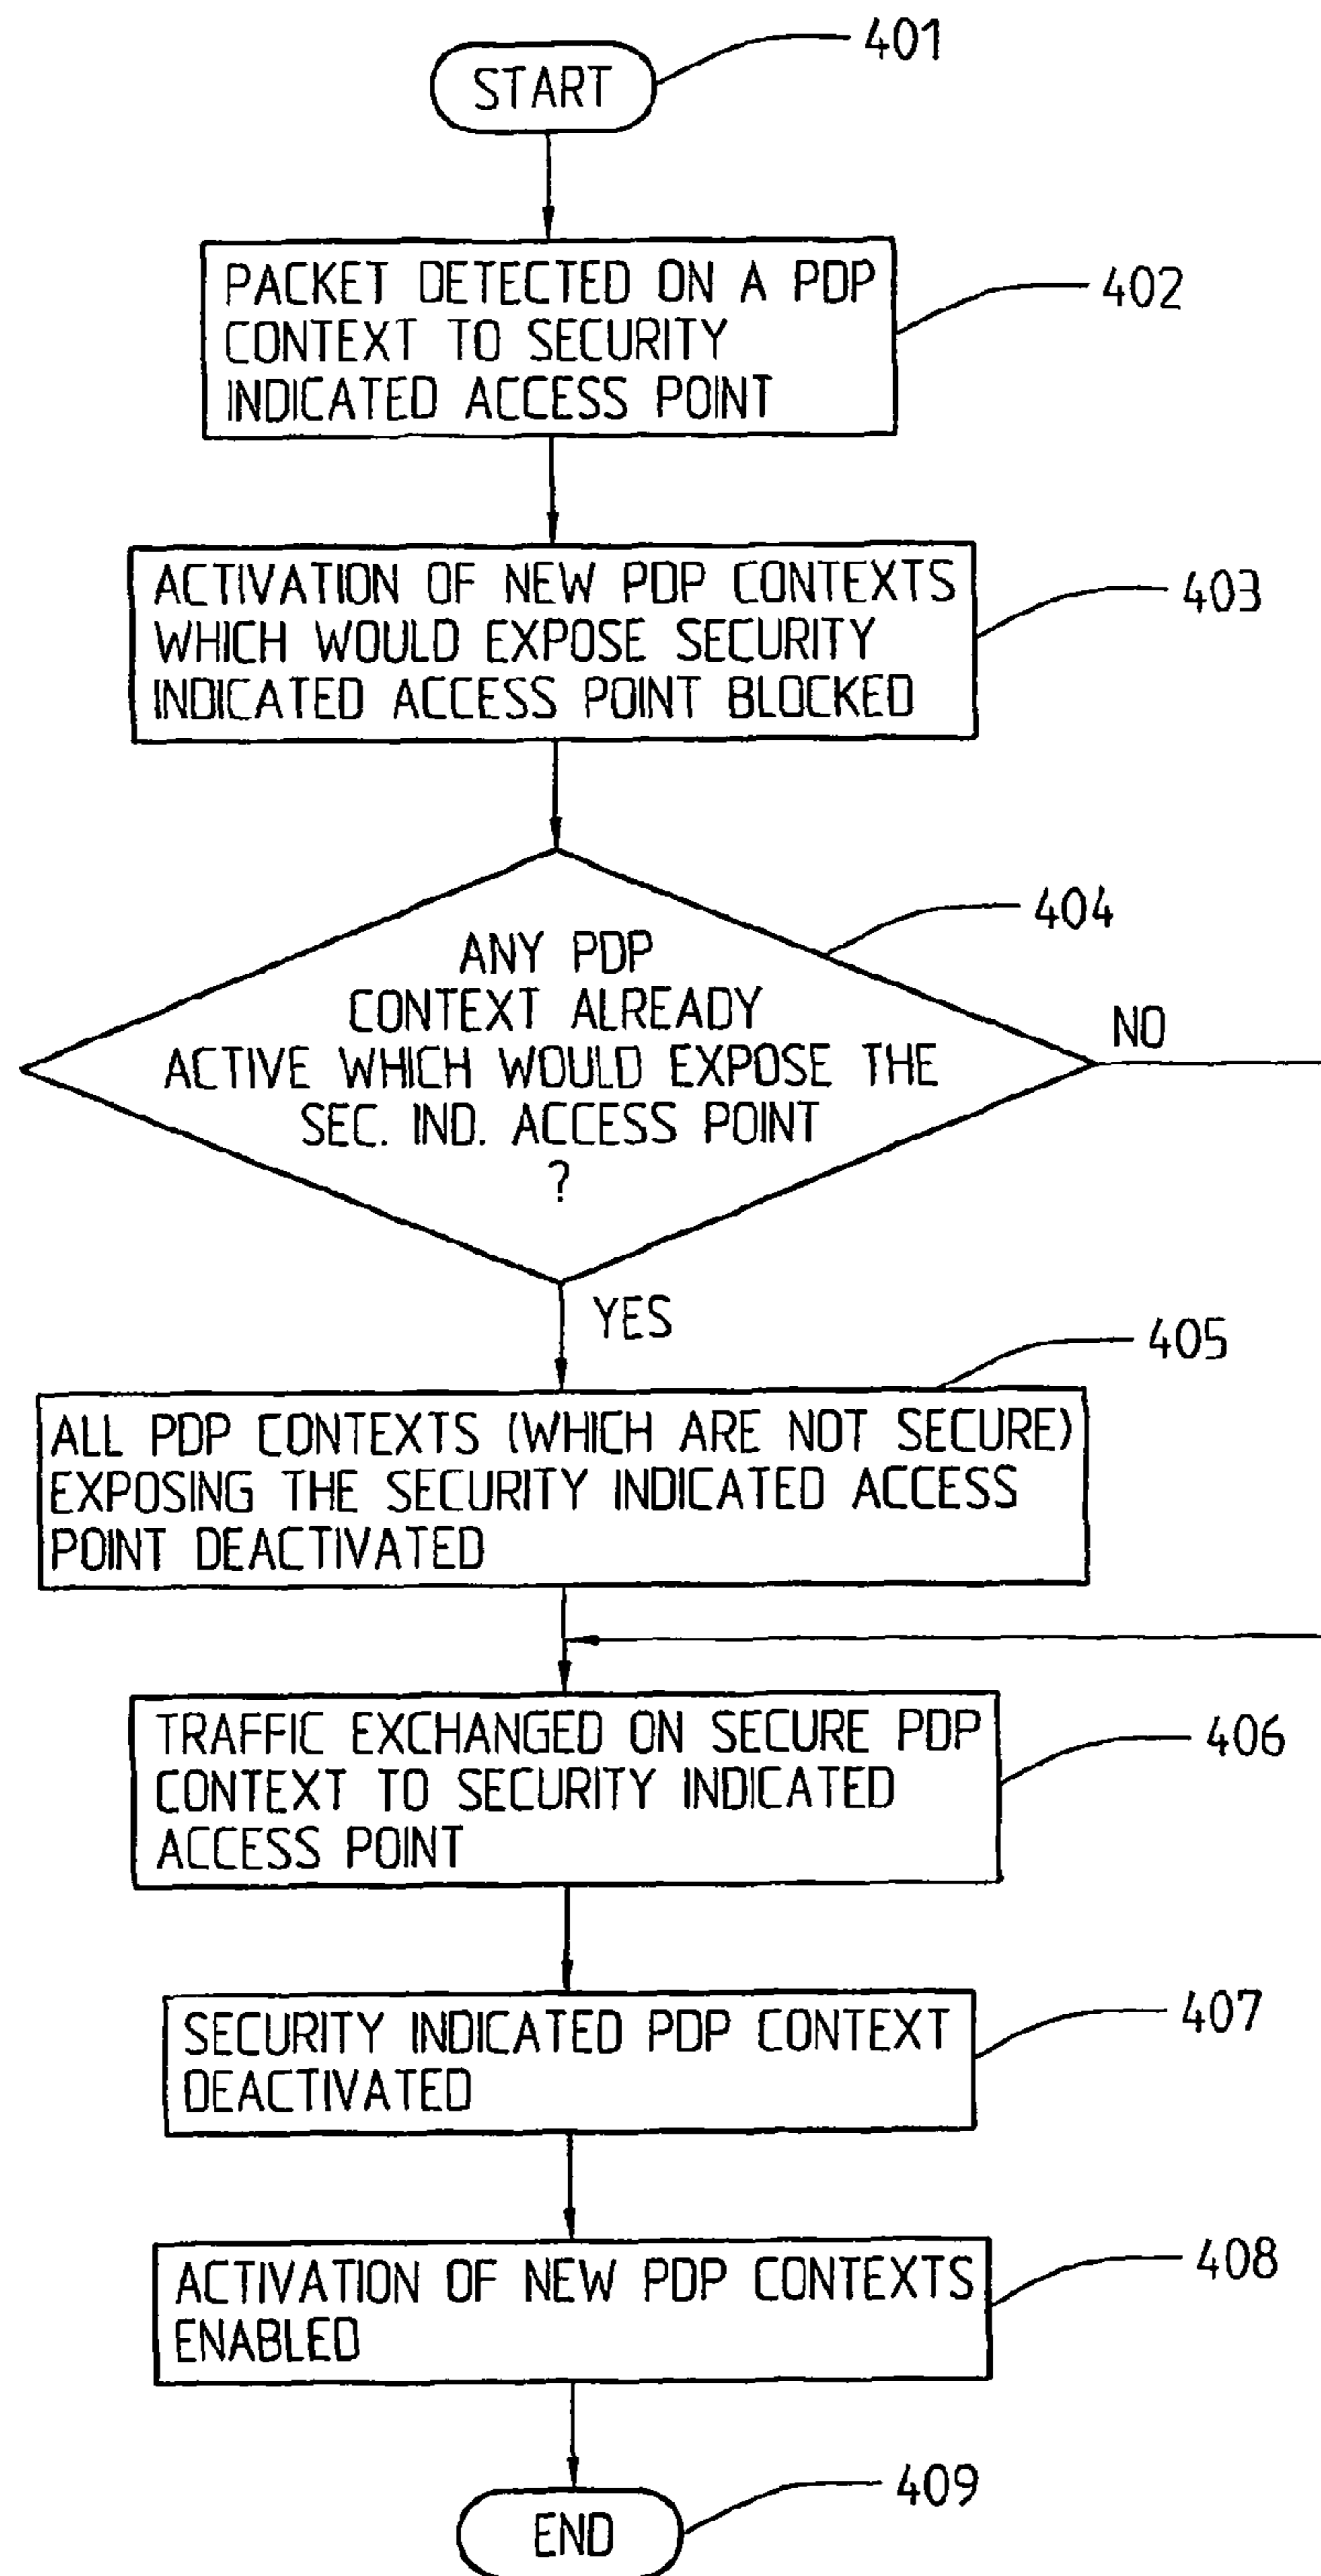 401
START
PACKET DETECTED ON A PDP
CONTEXT TO SECURITY
INDICATED ACCESS POINT
402
ACTIVATION OF NEW PDP CONTEXTS
WHICH WOULD EXPOSE SECURITY
INDICATED ACCESS POINT BLOCKED
403
404
ANY PDP
CONTEXT ALREADY
ACTIVE WHICH WOULD EXPOSE THE
SEC. IND. ACCESS POINT
?
NO
YES
405
ALL PDP CONTEXTS (WHICH ARE NOT SECURE)
EXPOSING THE SECURITY INDICATED ACCESS
POINT DEACTIVATED
TRAFFIC EXCHANGED ON SECURE PDP
CONTEXT TO SECURITY INDICATED
ACCESS POINT
406
SECURITY INDICATED PDP CONTEXT
DEACTIVATED
407
ACTIVATION OF NEW PDP CONTEXTS
ENABLED
408
409
END